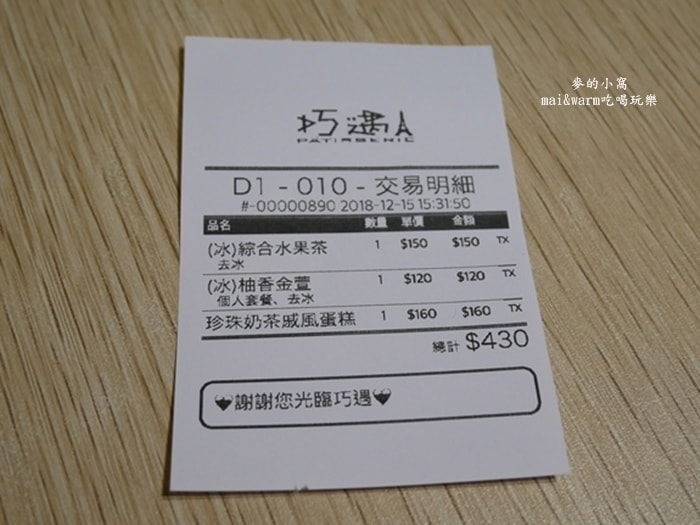 麥的小窩
mai&warm吃喝玩樂
巧遇
PATISSERIE
D1 - 010 - 交易明細
#-00000890 2018-12-15 15:31:50
品名 數量 單價 金額
(冰)綜合水果茶 1 $150 $150 TX
去冰
(冰)柚香金萱 1 $120 $120 TX
個人套餐、去冰
珍珠奶茶戚風蛋糕 1 $160 $160 TX
總計 $430
謝謝您光臨巧遇